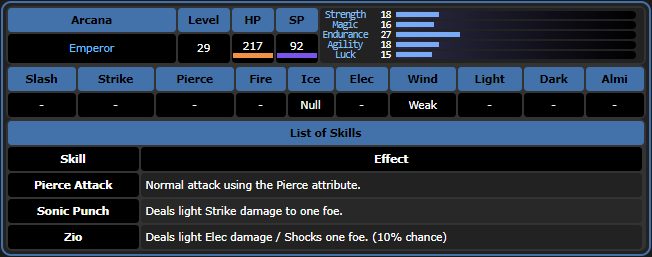 Arcana Level HP SP
Emperor 29 217 92
Strength 18
Magic 16
Endurance 27
Agility 18
Luck 15
Slash Strike Pierce Fire Ice Elec Wind Light Dark Almi
- - - - Null - Weak - - -
List of Skills
Skill Effect
Pierce Attack Normal attack using the Pierce attribute.
Sonic Punch Deals light Strike damage to one foe.
Zio Deals light Elec damage / Shocks one foe. (10% chance)